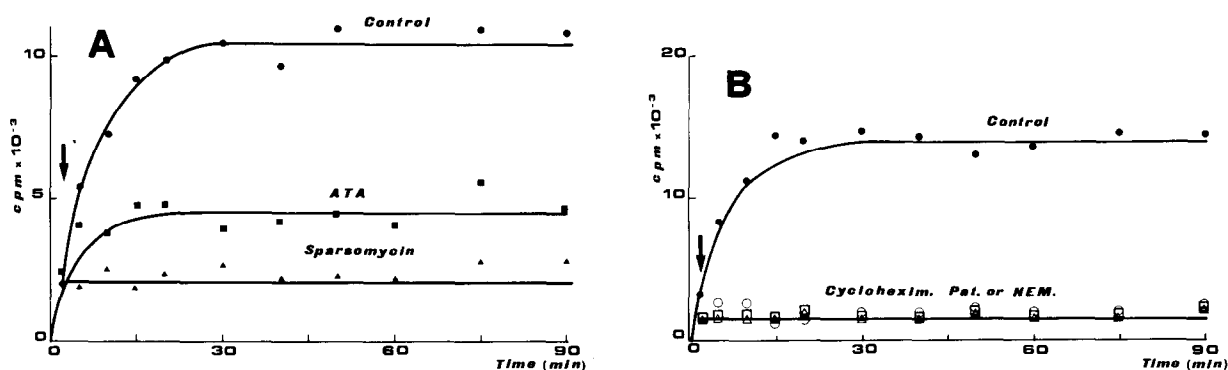 A
Control
ATA
Sparsomycin
cpm x 10⁻³
10
5
0
0 30 60 90
Time (min)
B
Control
Cyclohexim. Pat. or NEM.
cpm x 10⁻³
20
10
0
0 30 60 90
Time (min)